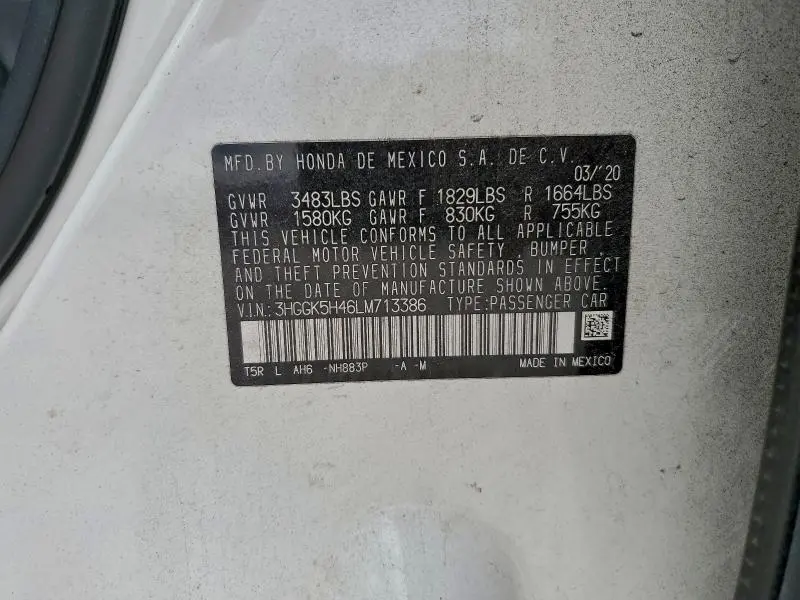 MFD. BY HONDA DE MEXICO S.A. DE C.V.
03/'20
GVWR 3483LBS GAWR F 1829LBS R 1664LBS
GVWR 1580KG GAWR F 830KG R 755KG
THIS VEHICLE CONFORMS TO ALL APPLICABLE
FEDERAL MOTOR VEHICLE SAFETY , BUMPER
AND THEFT PREVENTION STANDARDS IN EFFECT
ON THE DATE OF MANUFACTURE SHOWN ABOVE.
V.I.N.: 3HGGK5H46LM713386 TYPE:PASSENGER CAR
T5R L AH6 -NH883P -A -M MADE IN MEXICO